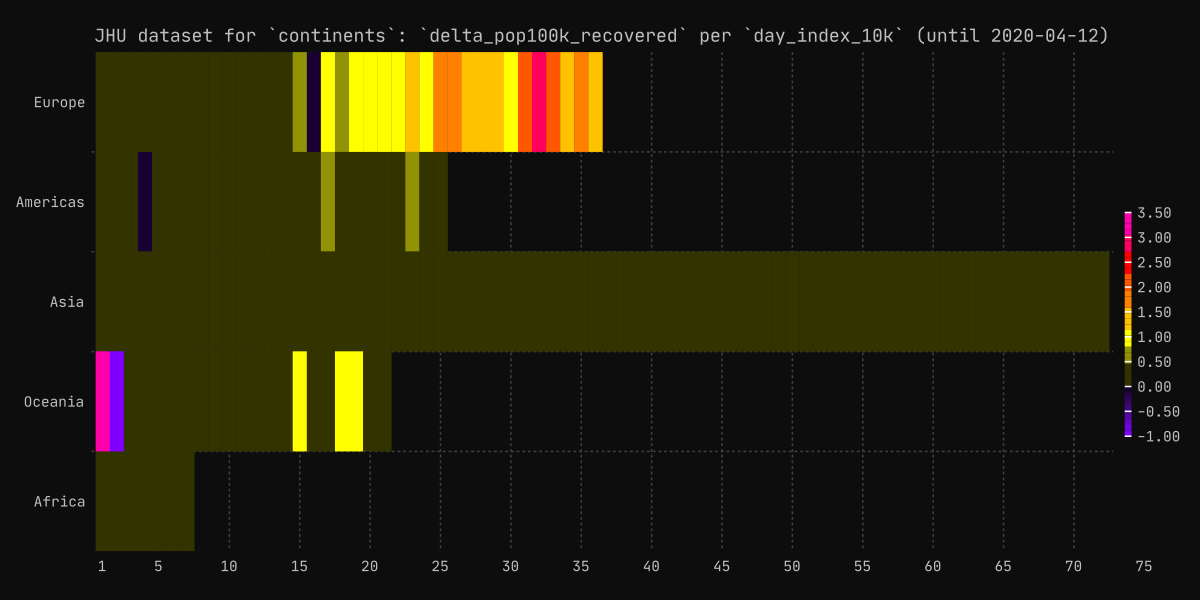 JHU dataset for `continents`: `delta_pop100k_recovered` per `day_index_10k` (until 2020-04-12)
Europe
Americas
Asia
Oceania
Africa
3.50
3.00
2.50
2.00
1.50
1.00
0.50
0.00
-0.50
-1.00
1 5 10 15 20 25 30 35 40 45 50 55 60 65 70 75